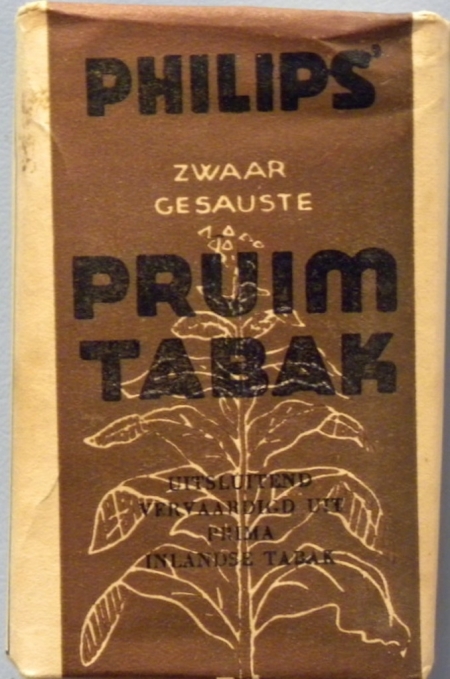 PHILIPS'
ZWAAR
GESAUSTE
PRUIM
TABAK
UITSLUITEND
VERVAARDIGD UIT
PRIMA
INLANDSE TABAK